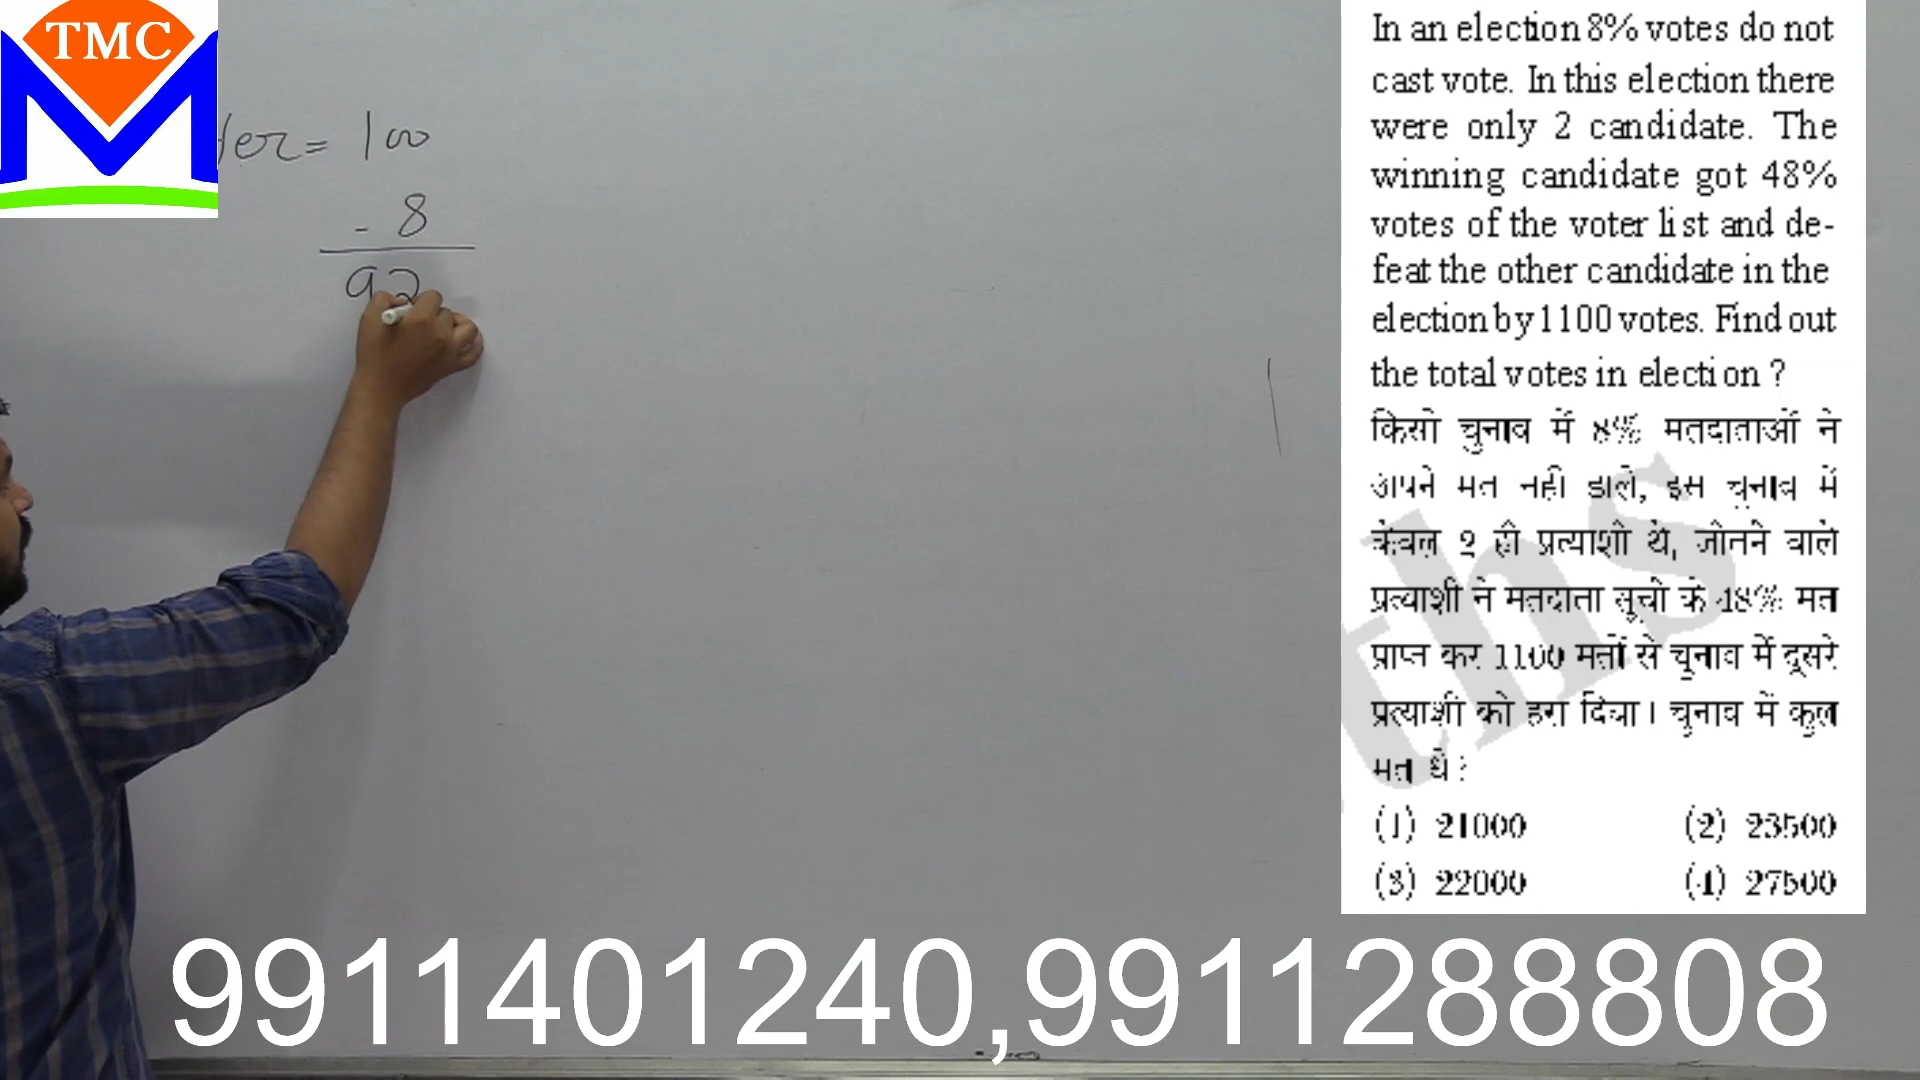 TMC
ter = 100
- 8
92
In an election 8% votes do not
cast vote. In this election there
were only 2 candidate. The
winning candidate got 48%
votes of the voter list and de-
feat the other candidate in the
election by 1100 votes. Find out
the total votes in election ?
किसी चुनाव में 8% मतदाताओं ने
अपने मत नहीं डाले, इस चुनाव में
केवल 2 ही प्रत्याशी थे, जीतने वाले
प्रत्याशी ने मतदाता सूची के 48% मत
प्राप्त कर 1100 मतों से चुनाव में दूसरे
प्रत्याशी को हरा दिया। चुनाव में कुल
मत थे ?
(1) 21000 (2) 23500
(3) 22000 (4) 27500
ths
9911401240,9911288808